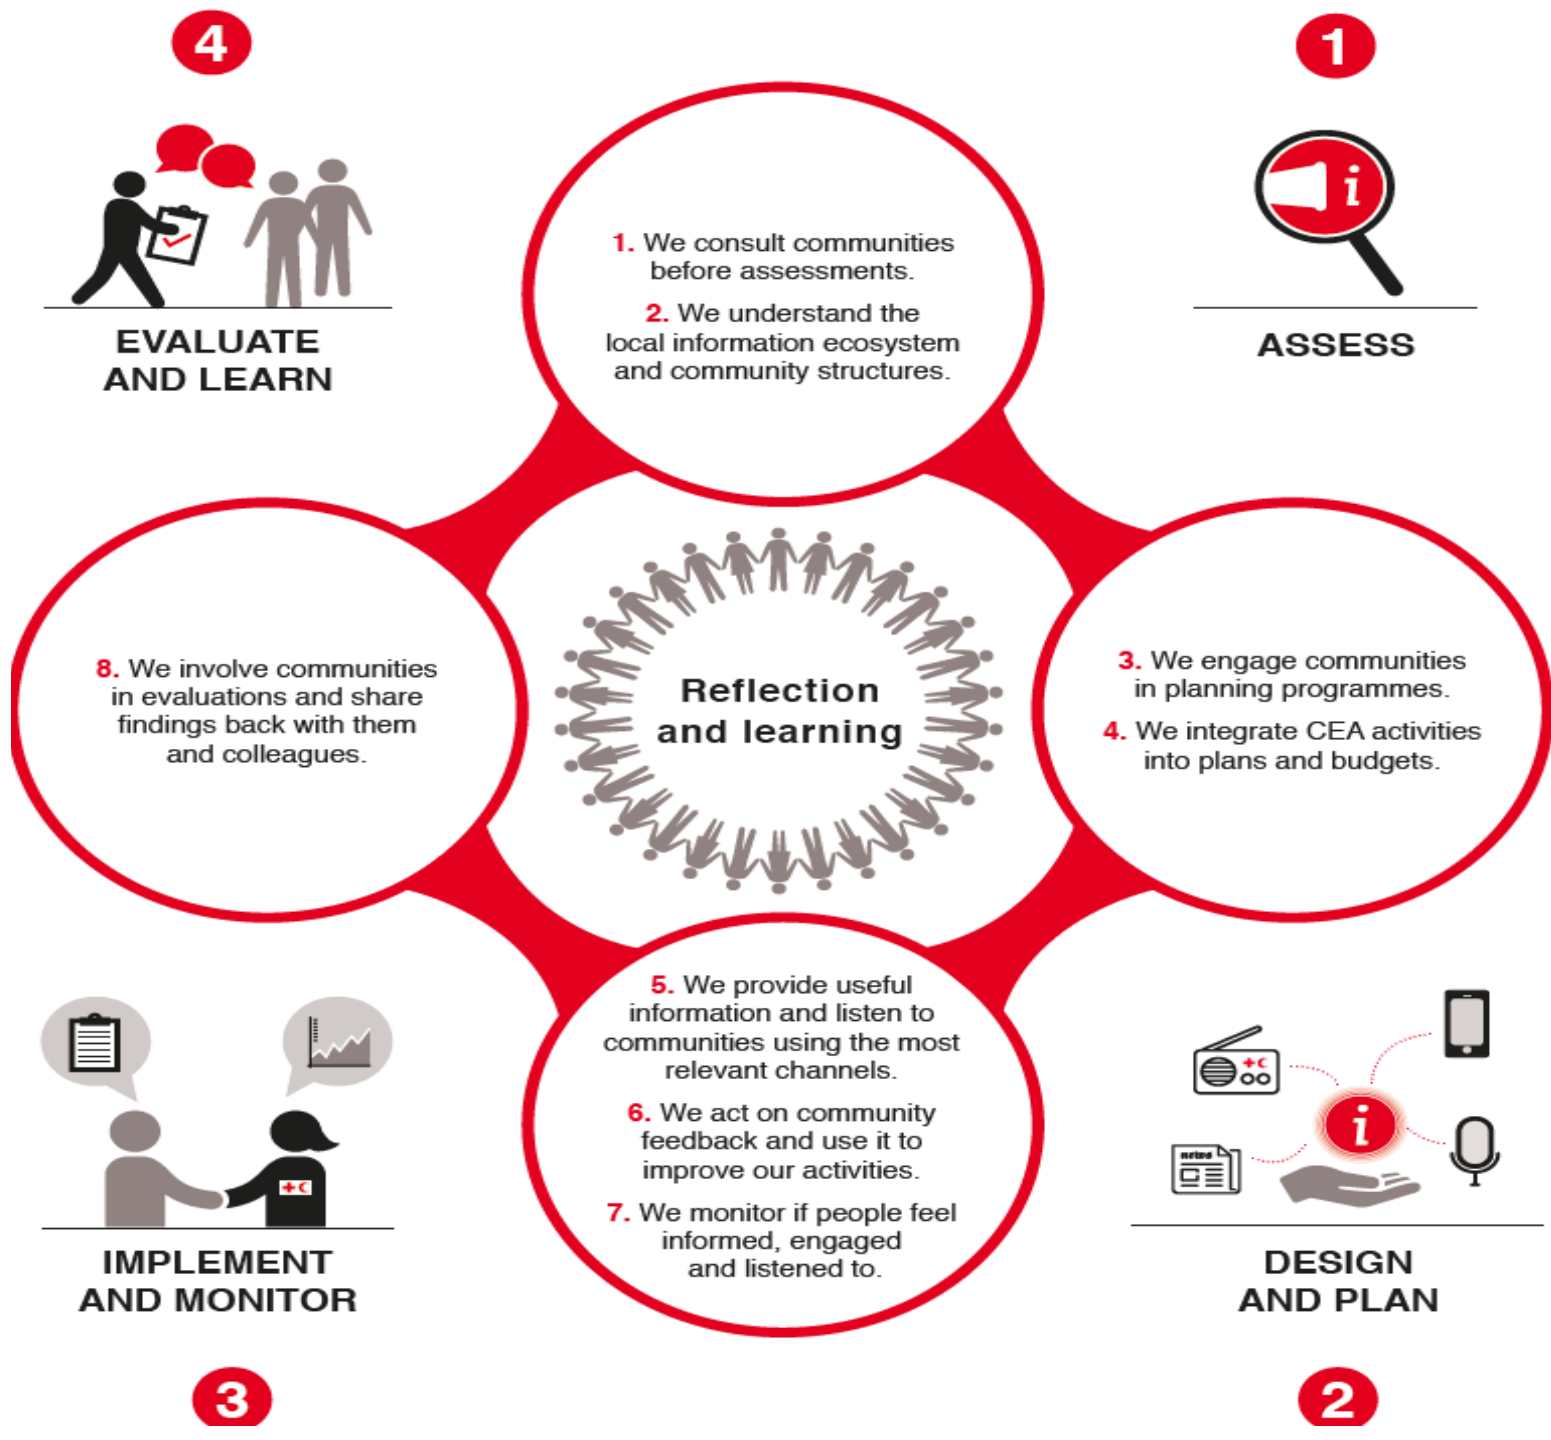 4
1
EVALUATE
AND LEARN
i
ASSESS
1. We consult communities
before assessments.
2. We understand the
local information ecosystem
and community structures.
8. We involve communities
in evaluations and share
findings back with them
and colleagues.
Reflection
and learning
3. We engage communities
in planning programmes.
4. We integrate CEA activities
into plans and budgets.
5. We provide useful
information and listen to
communities using the most
relevant channels.
6. We act on community
feedback and use it to
improve our activities.
7. We monitor if people feel
informed, engaged
and listened to.
IMPLEMENT
AND MONITOR
3
i
news
DESIGN
AND PLAN
2